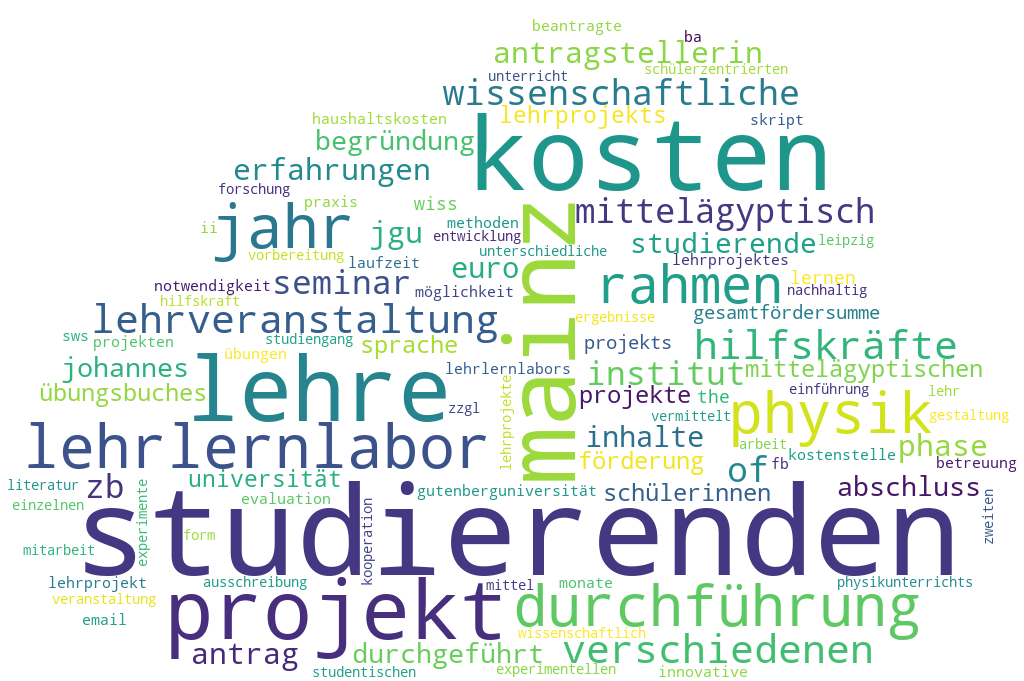 beantragte
ba
antragstellerin
schülerzentrierten
unterricht
wissenschaftliche
lehrprojekts
skript
haushaltskosten
begründung
kosten
erfahrungen
forschung
praxis
wiss
jahr
jgu
methoden
entwicklung
mittelägyptisch
ii
vorbereitung
laufzeit
unterschiedliche
studierende
leipzig
euro
lehrprojektes
notwendigkeit
seminar
möglichkeit
mainz
rahmen
lernen
nachhaltig
hilfskraft
lehrveranstaltung
ergebnisse
gesamtfördersumme
sws
projekten
studiengang
übungen
sprache
projekts
hilfskräfte
johannes
lehrlernlabors
institut
mittelägyptischen
übungsbuches
lehre
zzgl
lehrprojekte
projekte
the
einführung
lehr
vermittelt
physik
gestaltung
lehrlernlabor
inhalte
arbeit
phase
kostenstelle
förderung
of
fb
betreuung
literatur
zb
universität
gutenberguniversität
schülerinnen
abschluss
einzelnen
experimente
evaluation
kooperation
zweiten
studierenden
form
mitarbeit
lehrprojekt
ausschreibung
mittel
monate
physikunterrichts
veranstaltung
projekt
durchführung
email
wissenschaftlich
antrag
durchgeführt
verschiedenen
studentischen
experimentellen
innovative